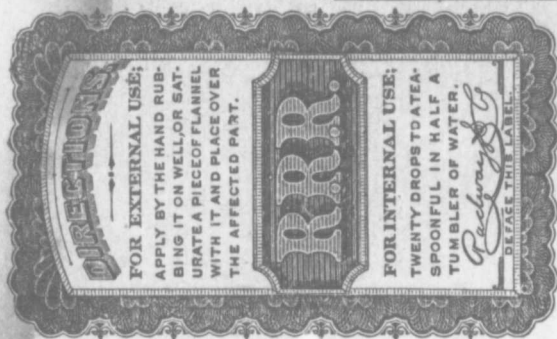 DIRECTIONS.
FOR EXTERNAL USE;
APPLY BY THE HAND RUB-
BING IT ON WELL, OR SAT-
URATE A PIECE OF FLANNEL
WITH IT AND PLACE OVER
THE AFFECTED PART.
R.R.R.
FOR INTERNAL USE;
TWENTY DROPS TO A TEA-
SPOONFUL IN HALF A
TUMBLER OF WATER.
Radway & Co
DEFACE THIS LABEL.